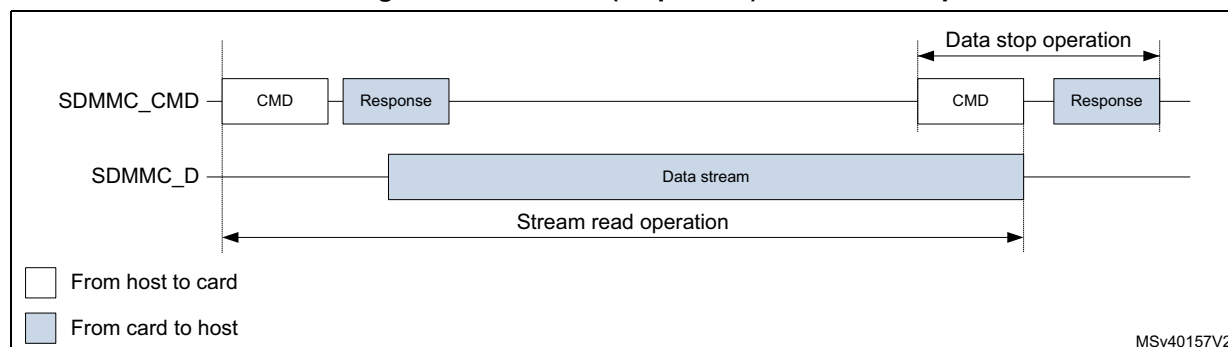 Data stop operation
SDMMC_CMD CMD Response CMD Response
SDMMC_D Data stream
Stream read operation
From host to card
From card to host
MSv40157V2